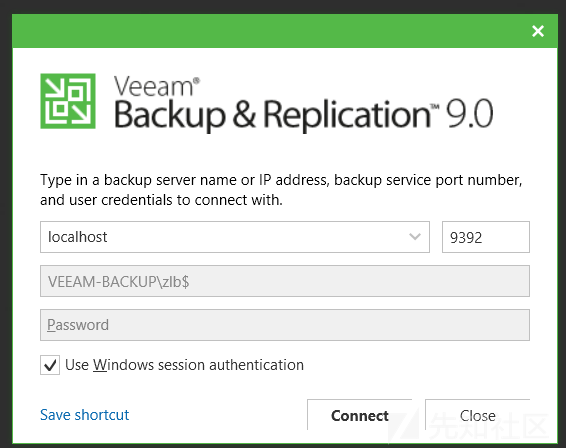 Veeam®
Backup & Replication™ 9.0
Type in a backup server name or IP address, backup service port number,
and user credentials to connect with.
localhost 9392
VEEAM-BACKUP\zlb$
Password
Use Windows session authentication
Save shortcut Connect Close
先知社区